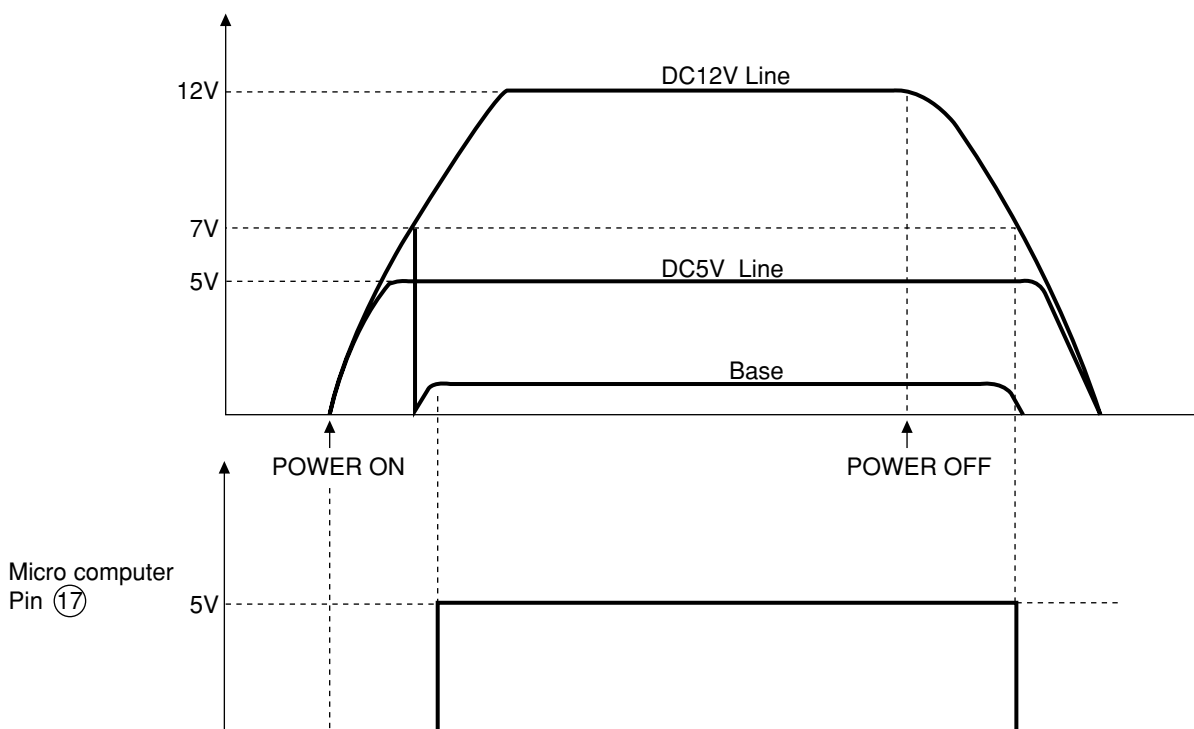 DC12V Line
12V
7V
DC5V Line
5V
Base
POWER ON
POWER OFF
Micro computer
Pin 17
5V